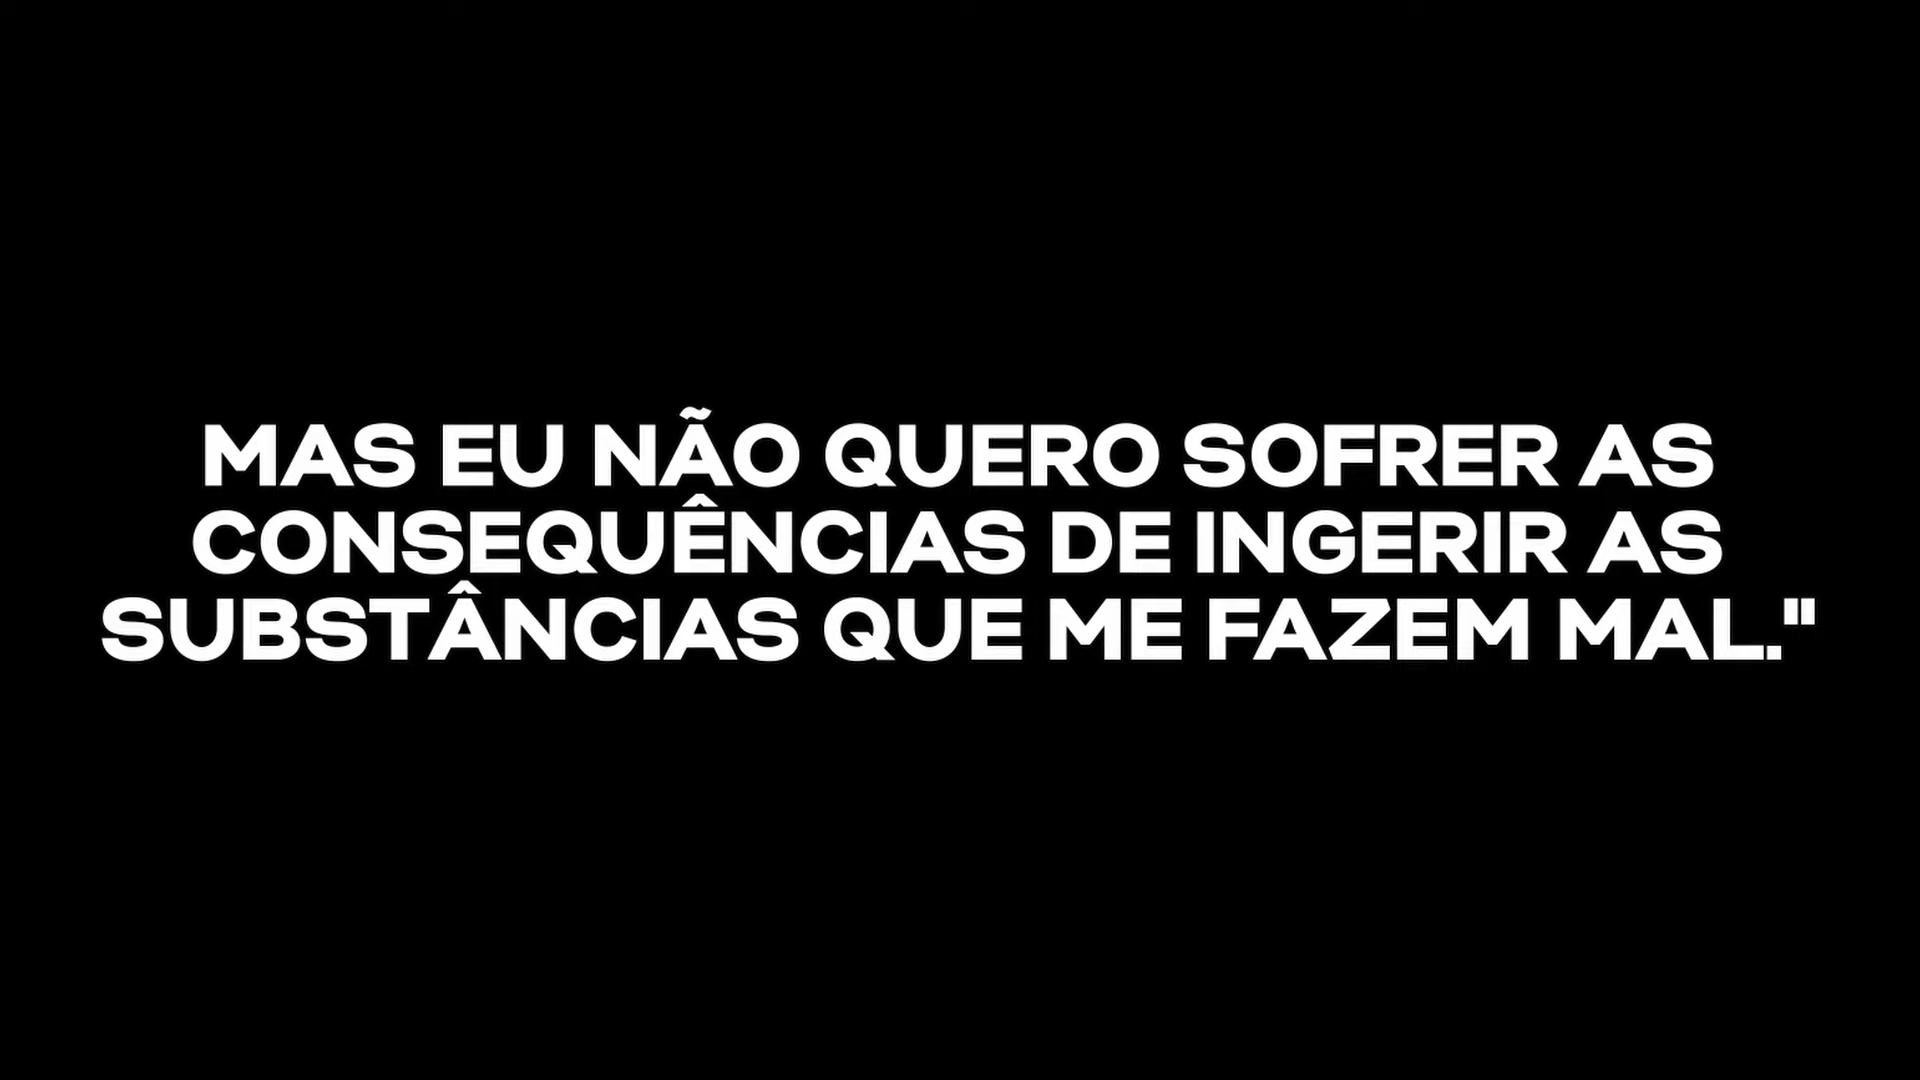 MAS EU NÃO QUERO SOFRER AS
CONSEQUÊNCIAS DE INGERIR AS
SUBSTÂNCIAS QUE ME FAZEM MAL."